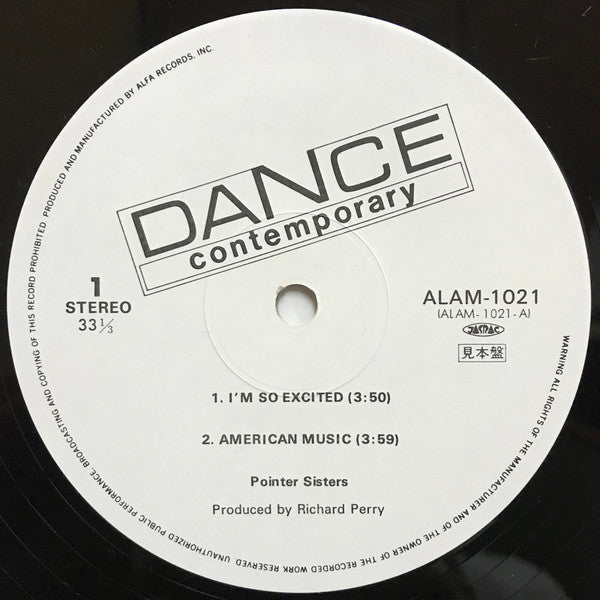 WARNING ALL RIGHTS OF THE MANUFACTURER AND OF THE OWNER OF THE RECORDED WORK RESERVED. UNAUTHORIZED PUBLIC PERFORMANCE, BROADCASTING AND COPYING OF THIS RECORD PROHIBITED PRODUCED AND MANUFACTURED BY ALFA RECORDS, INC.
DANCE
contemporary
1
STEREO
33 1/3
ALAM-1021
(ALAM-1021-A)
JASRAC
見本盤
1. I'M SO EXCITED (3:50)
2. AMERICAN MUSIC (3:59)
Pointer Sisters
Produced by Richard Perry